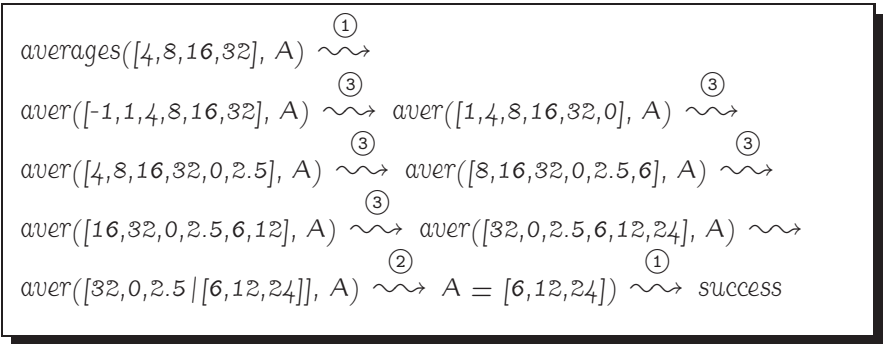 ①
averages([4,8,16,32], A) ⤳
③ ③
aver([-1,1,4,8,16,32], A) ⤳ aver([1,4,8,16,32,0], A) ⤳
③ ③
aver([4,8,16,32,0,2.5], A) ⤳ aver([8,16,32,0,2.5,6], A) ⤳
③
aver([16,32,0,2.5,6,12], A) ⤳ aver([32,0,2.5,6,12,24], A) ⤳
② ①
aver([32,0,2.5|[6,12,24]], A) ⤳ A = [6,12,24]) ⤳ success